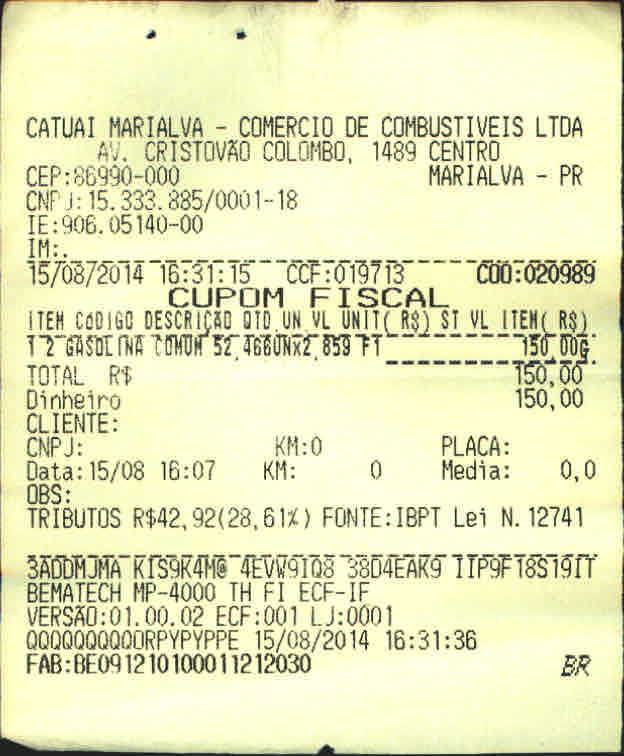 CATUAI MARIALVA - COMERCIO DE COMBUSTIVEIS LTDA
AV. CRISTOVÃO COLOMBO, 1489 CENTRO
CEP:86990-000 MARIALVA - PR
CNPJ:15.333.885/0001-18
IE:906.05140-00
IM:.
15/08/2014 16:31:15 CCF:019713 COO:020989
CUPOM FISCAL
ITEM CÓDIGO DESCRIÇÃO QTD.UN.VL UNIT( R$) ST VL ITEM( R$)
1 2 GASOLINA COMUM 52,466UNX2,859 F1 150,00G
TOTAL R$ 150,00
Dinheiro 150,00
CLIENTE:
CNPJ: KM:0 PLACA:
Data:15/08 16:07 KM: 0 Media: 0,0
OBS:
TRIBUTOS R$42,92(28,61%) FONTE:IBPT Lei N.12741
3ADDMJMA KIS9K4M@ 4EVW9IQ8 38D4EAK9 IIP9F18S19IT
BEMATECH MP-4000 TH FI ECF-IF
VERSÃO:01.00.02 ECF:001 LJ:0001
QQQQQQQQQORPYPYPPE 15/08/2014 16:31:36
FAB:BE091210100011212030 BR